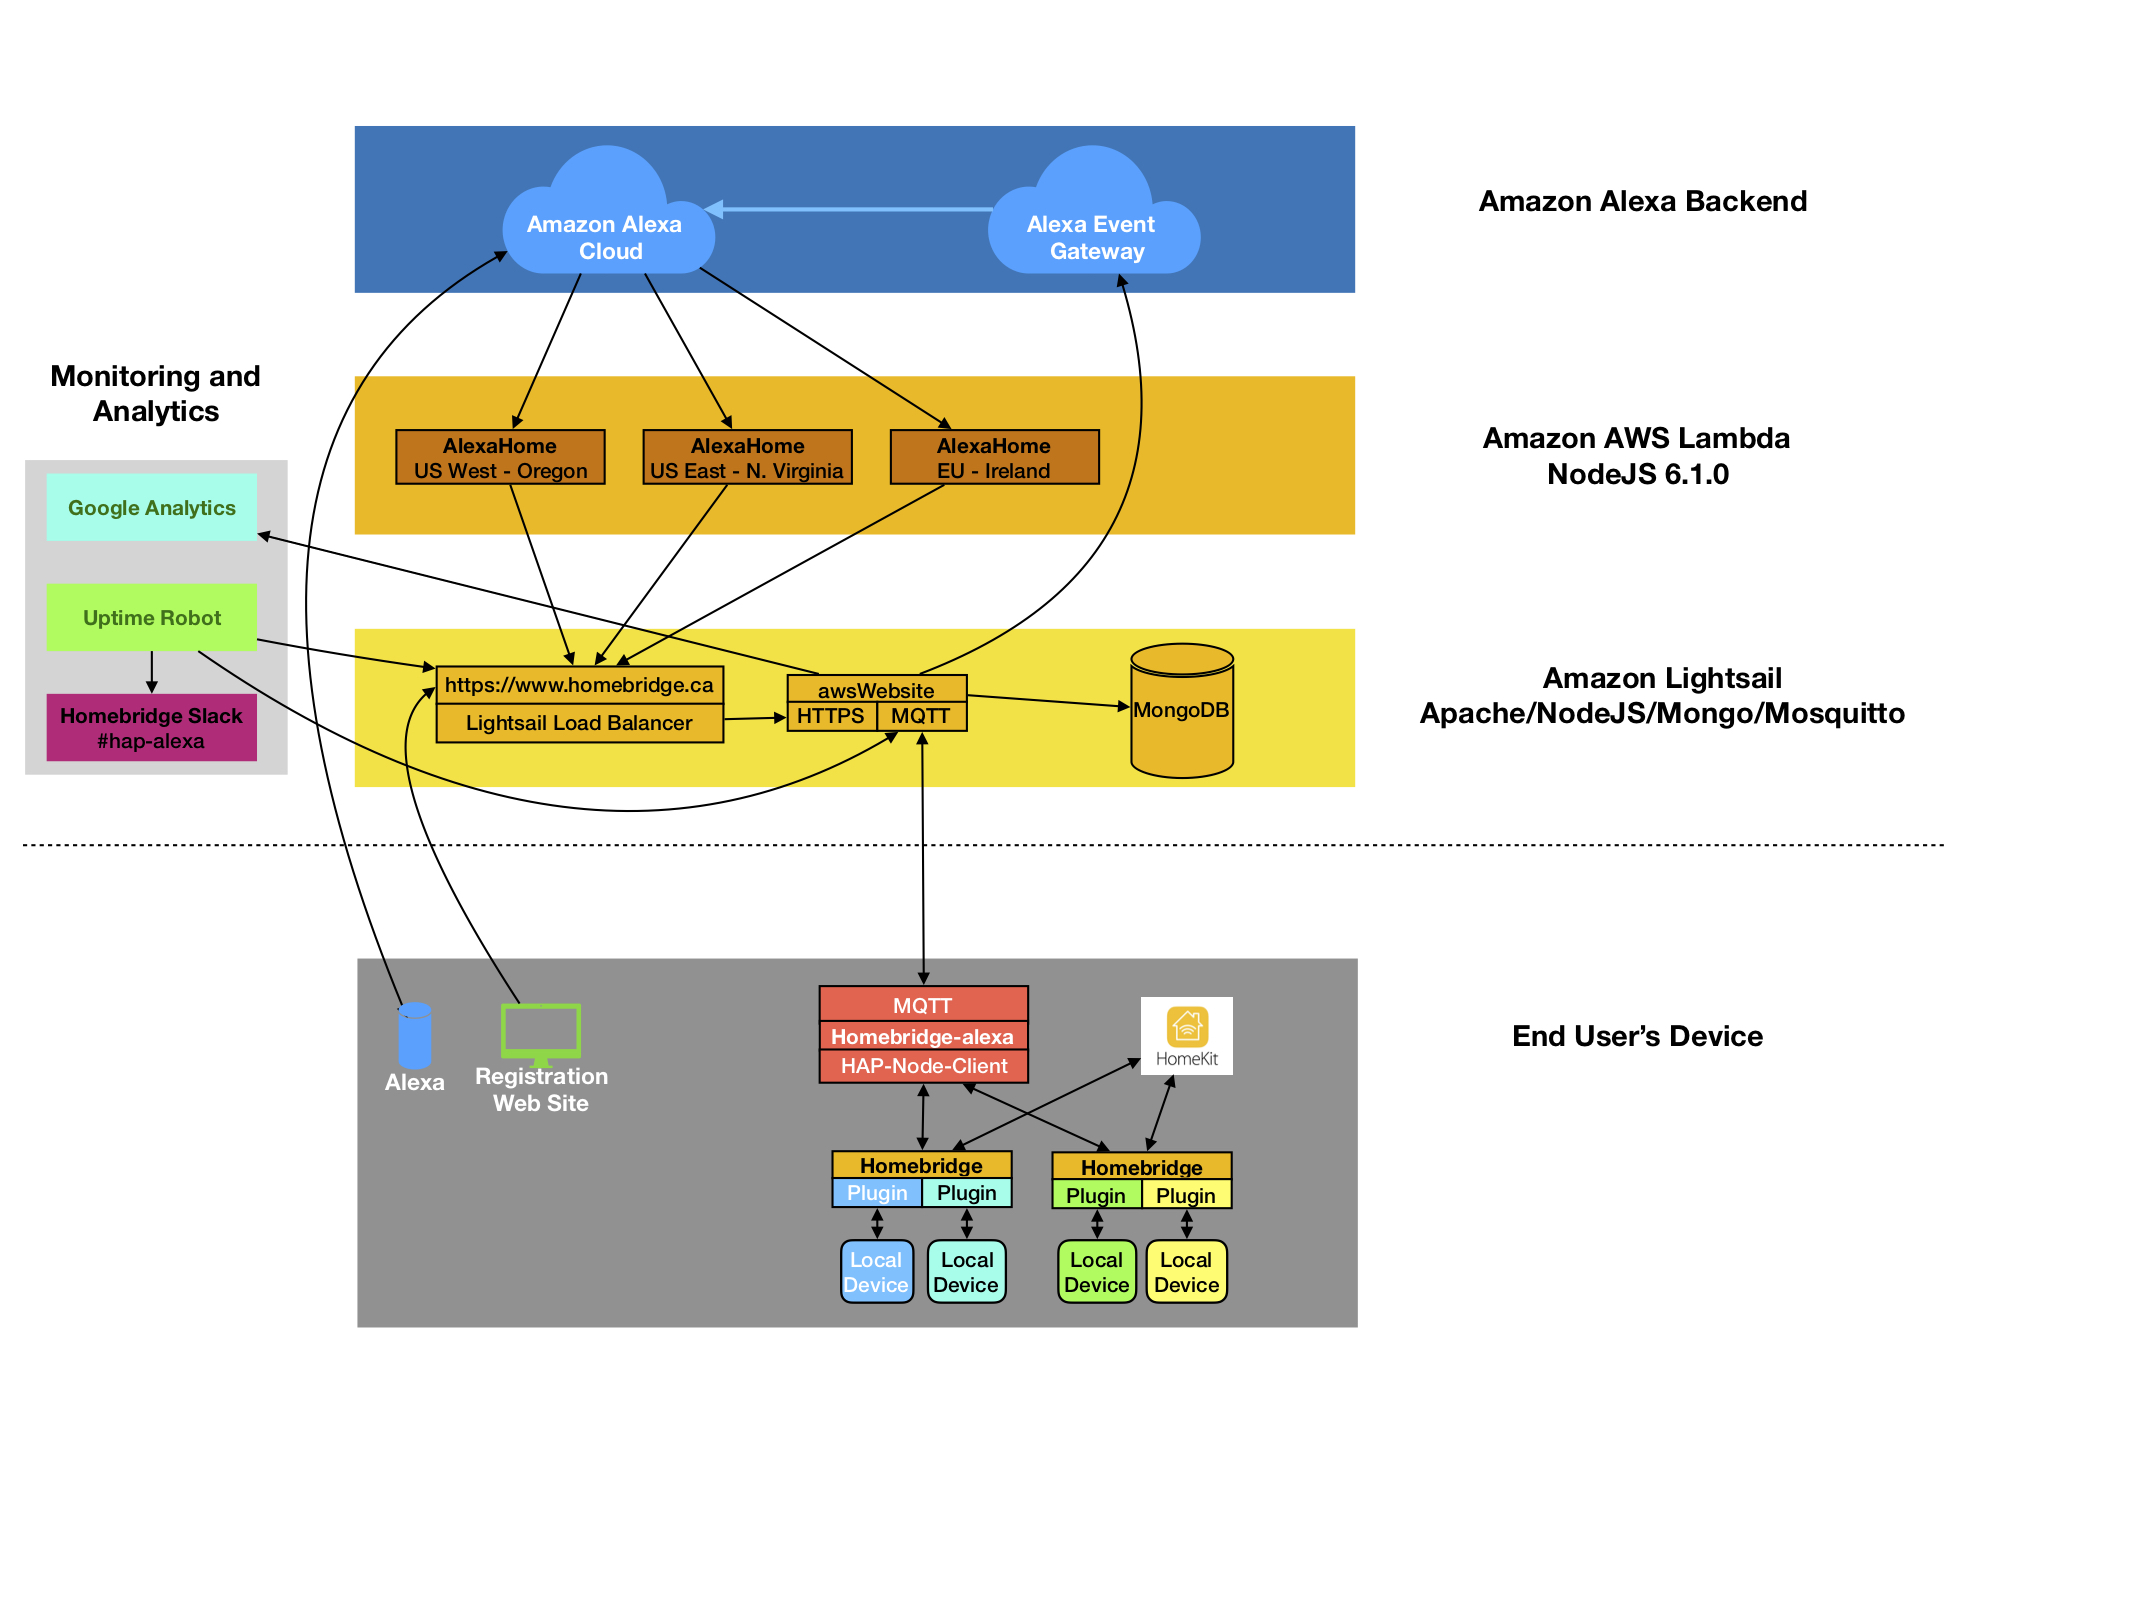 Amazon Alexa
Cloud
Alexa Event
Gateway
Amazon Alexa Backend
Monitoring and
Analytics
AlexaHome
US West - Oregon
AlexaHome
US East - N. Virginia
AlexaHome
EU - Ireland
Amazon AWS Lambda
NodeJS 6.1.0
Google Analytics
Uptime Robot
Homebridge Slack
#hap-alexa
https://www.homebridge.ca
Lightsail Load Balancer
awsWebsite
HTTPS
MQTT
MongoDB
Amazon Lightsail
Apache/NodeJS/Mongo/Mosquitto
Alexa
Registration
Web Site
MQTT
Homebridge-alexa
HAP-Node-Client
HomeKit
End User’s Device
Homebridge
Plugin
Plugin
Homebridge
Plugin
Plugin
Local
Device
Local
Device
Local
Device
Local
Device